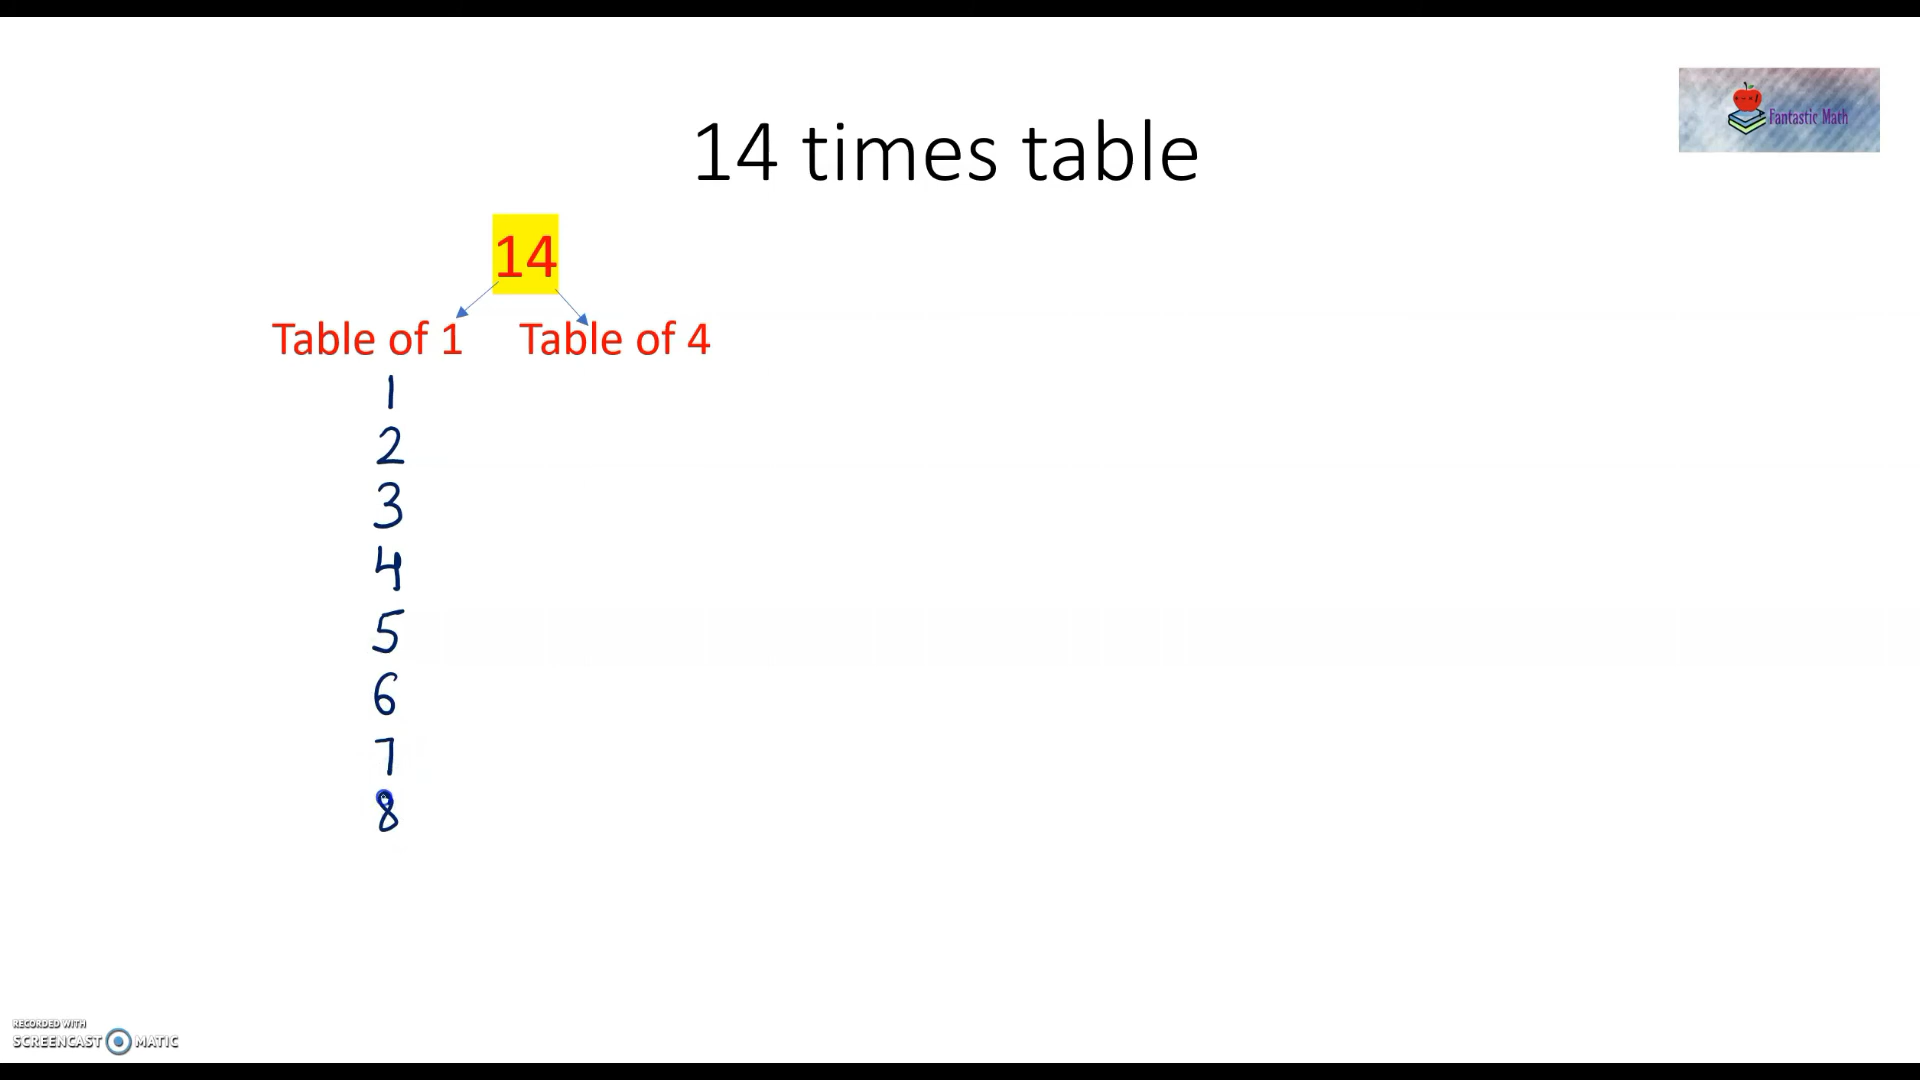 Fantastic Math
14 times table
14
Table of 1 Table of 4
1
2
3
4
5
6
7
8
RECORDED WITH
SCREENCAST MATIC